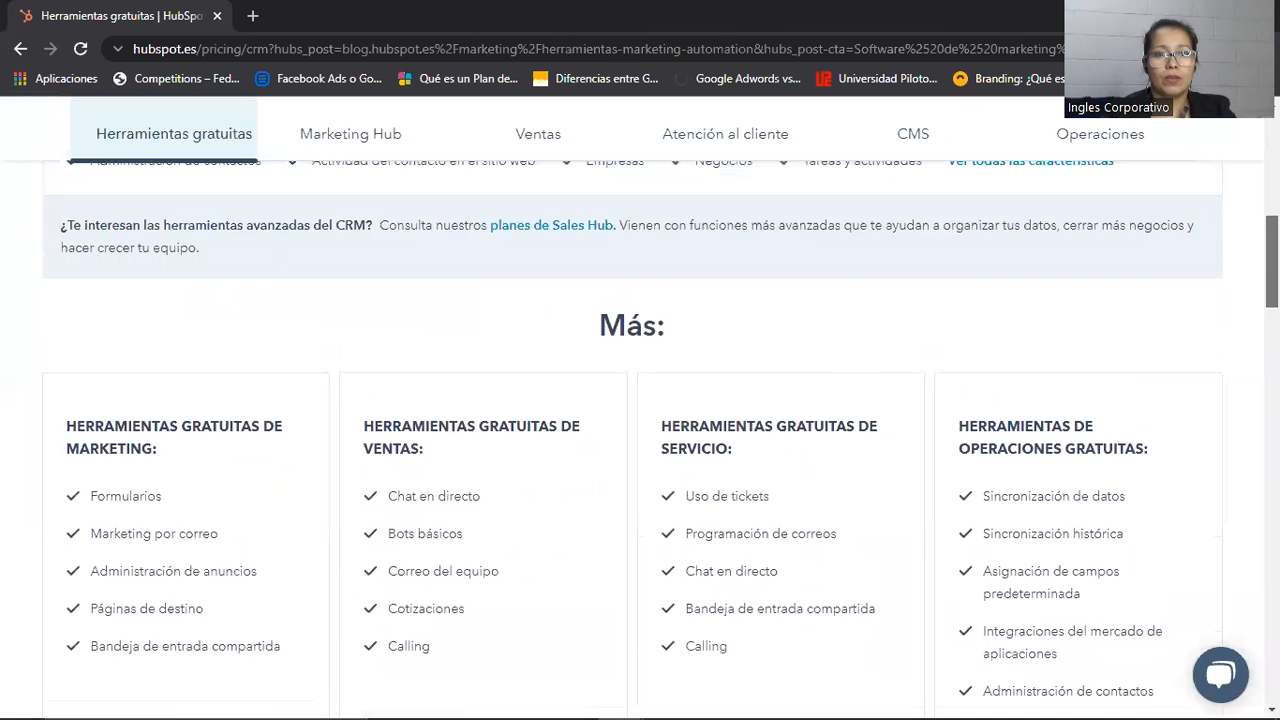 Herramientas gratuitas | HubSpo
hubspot.es/pricing/crm?hubs_post=blog.hubspot.es%2Fmarketing%2Fherramientas-marketing-automation&hubs_post-cta=Software%2520de%2520marketing%
Aplicaciones
Competitions – Fed...
Facebook Ads o Go...
Qué es un Plan de...
Diferencias entre G...
Google Adwords vs...
Universidad Piloto
Branding: ¿Qué es
Ingles Corporativo
Herramientas gratuitas
Marketing Hub
Ventas
Atención al cliente
CMS
Operaciones
Administración de contactos
Actividad del contacto en el sitio web
Empresas
Negocios
Tareas y actividades
Ver todas las características
¿Te interesan las herramientas avanzadas del CRM? Consulta nuestros planes de Sales Hub. Vienen con funciones más avanzadas que te ayudan a organizar tus datos, cerrar más negocios y
hacer crecer tu equipo.
Más:
HERRAMIENTAS GRATUITAS DE
MARKETING:
Formularios
Marketing por correo
Administración de anuncios
Páginas de destino
Bandeja de entrada compartida
HERRAMIENTAS GRATUITAS DE
VENTAS:
Chat en directo
Bots básicos
Correo del equipo
Cotizaciones
Calling
HERRAMIENTAS GRATUITAS DE
SERVICIO:
Uso de tickets
Programación de correos
Chat en directo
Bandeja de entrada compartida
Calling
HERRAMIENTAS DE
OPERACIONES GRATUITAS:
Sincronización de datos
Sincronización histórica
Asignación de campos
predeterminada
Integraciones del mercado de
aplicaciones
Administración de contactos